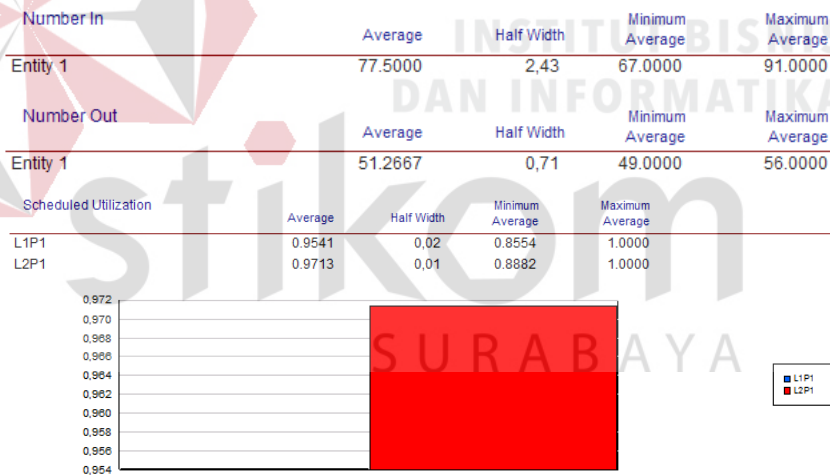 INSTITUT BISN
DAN INFORMATIKA
stikom
SURABAYA
Number In Average Half Width Minimum Average Maximum Average
Entity 1 77.5000 2,43 67.0000 91.0000
Number Out Average Half Width Minimum Average Maximum Average
Entity 1 51.2667 0,71 49.0000 56.0000
Scheduled Utilization Average Half Width Minimum Average Maximum Average
L1P1 0.9541 0,02 0.8554 1.0000
L2P1 0.9713 0,01 0.8882 1.0000
0,972
0,970
0,968
0,966
0,964
0,962
0,960
0,958
0,956
0,954
L1P1
L2P1